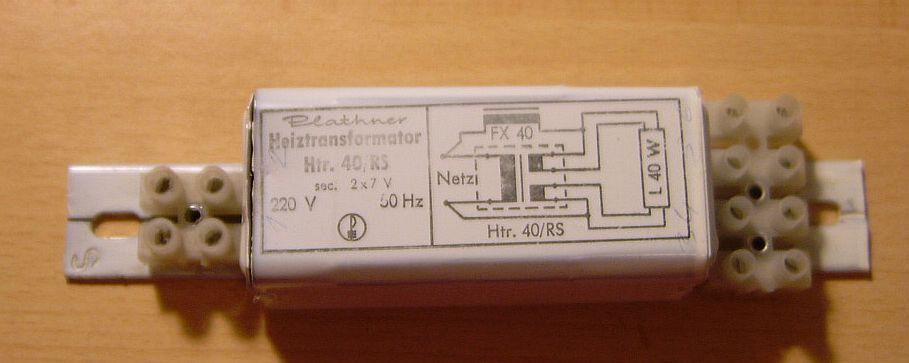 Plathner
Heiztransformator
Htr. 40/RS
sec. 2x7 V
220 V 50 Hz
FX 40
Netz
L 40 W
Htr. 40/RS
S